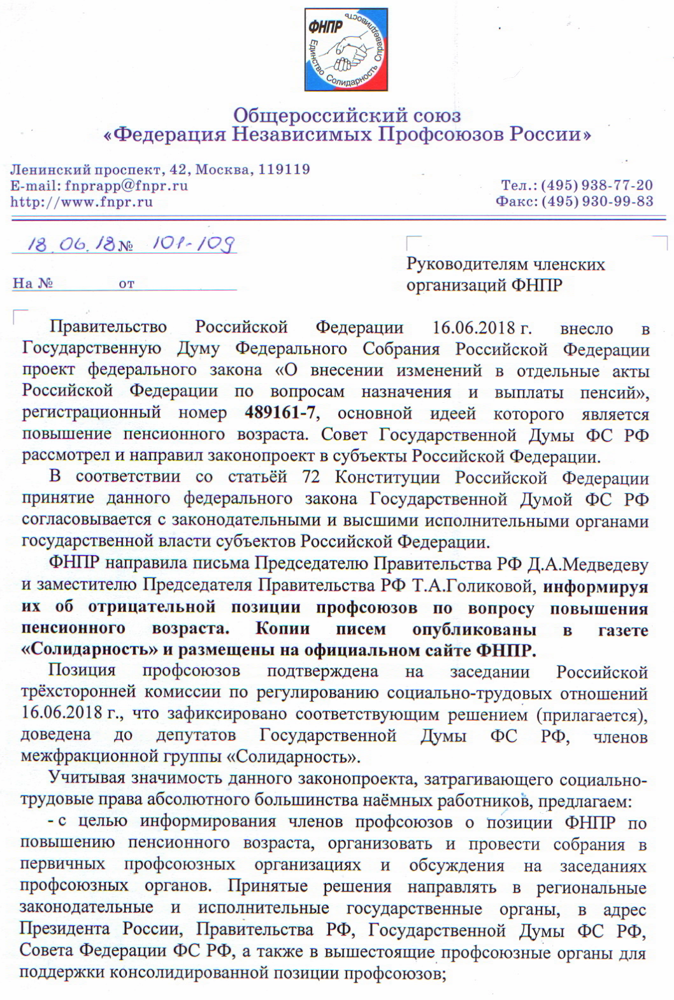 ФНПР
Единство Солидарность Справедливость
Общероссийский союз
«Федерация Независимых Профсоюзов России»
Ленинский проспект, 42, Москва, 119119
E-mail: fnprapp@fnpr.ru
Тел.: (495) 938-77-20
http://www.fnpr.ru
Факс: (495) 930-99-83
18.06.18 № 101-109
На № от
Руководителям членских
организаций ФНПР
Правительство Российской Федерации 16.06.2018 г. внесло в
Государственную Думу Федерального Собрания Российской Федерации
проект федерального закона «О внесении изменений в отдельные акты
Российской Федерации по вопросам назначения и выплаты пенсий»,
регистрационный номер 489161-7, основной идеей которого является
повышение пенсионного возраста. Совет Государственной Думы ФС РФ
рассмотрел и направил законопроект в субъекты Российской Федерации.
В соответствии со статьёй 72 Конституции Российской Федерации
принятие данного федерального закона Государственной Думой ФС РФ
согласовывается с законодательными и высшими исполнительными органами
государственной власти субъектов Российской Федерации.
ФНПР направила письма Председателю Правительства РФ Д.А.Медведеву
и заместителю Председателя Правительства РФ Т.А.Голиковой, информируя
их об отрицательной позиции профсоюзов по вопросу повышения
пенсионного возраста. Копии писем опубликованы в газете
«Солидарность» и размещены на официальном сайте ФНПР.
Позиция профсоюзов подтверждена на заседании Российской
трёхсторонней комиссии по регулированию социально-трудовых отношений
16.06.2018 г., что зафиксировано соответствующим решением (прилагается),
доведена до депутатов Государственной Думы ФС РФ, членов
межфракционной группы «Солидарность».
Учитывая значимость данного законопроекта, затрагивающего социально-
трудовые права абсолютного большинства наёмных работников, предлагаем:
- с целью информирования членов профсоюзов о позиции ФНПР по
повышению пенсионного возраста, организовать и провести собрания в
первичных профсоюзных организациях и обсуждения на заседаниях
профсоюзных органов. Принятые решения направлять в региональные
законодательные и исполнительные государственные органы, в адрес
Президента России, Правительства РФ, Государственной Думы ФС РФ,
Совета Федерации ФС РФ, а также в вышестоящие профсоюзные органы для
поддержки консолидированной позиции профсоюзов;